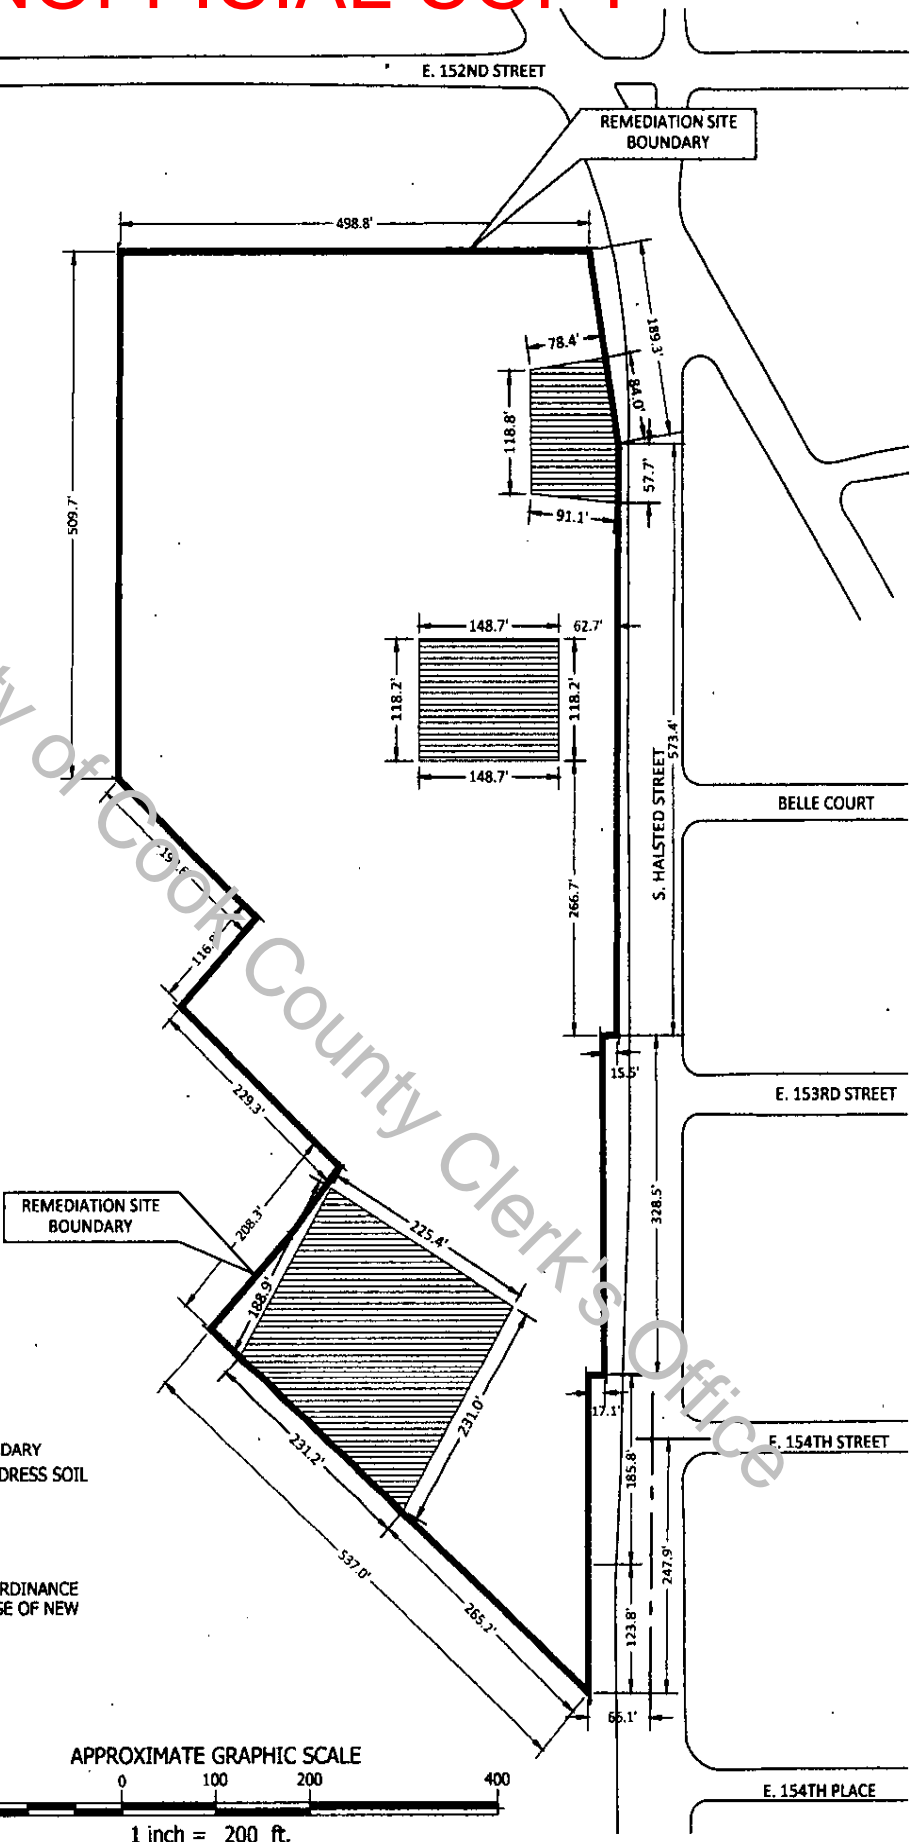 E. 152ND STREET
REMEDIATION SITE
BOUNDARY
498.8'
189.3'
78.4'
84.0'
118.8'
57.7'
91.1'
509.7'
148.7'
62.7'
118.2'
118.2'
148.7'
573.4'
S. HALSTED STREET
BELLE COURT
266.7'
of Cook County Clerk's Office
15.5'
E. 153RD STREET
229.3'
328.5'
REMEDIATION SITE
BOUNDARY
208.3'
225.4'
188.9'
231.0'
17.1'
E. 154TH STREET
231.2'
185.8'
DARY
DRESS SOIL
247.9'
537.0'
RDINANCE
SE OF NEW
265.2'
123.8'
APPROXIMATE GRAPHIC SCALE
0 100 200 400
E. 154TH PLACE
1 inch = 200 ft.